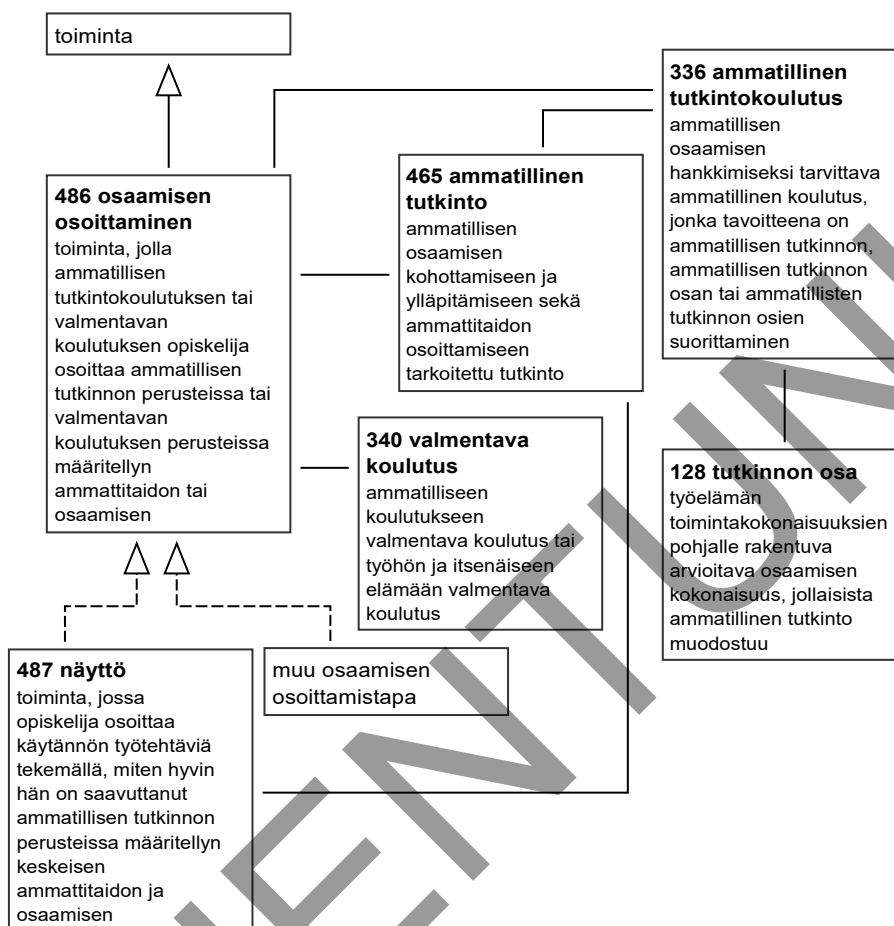 toiminta
336 ammatillinen
tutkintokoulutus
ammatillisen
osaamisen
hankkimiseksi tarvittava
ammatillinen koulutus,
jonka tavoitteena on
ammatillisen tutkinnon,
ammatillisen tutkinnon
osan tai ammatillisten
tutkinnon osien
suorittaminen
465 ammatillinen
tutkinto
ammatillisen
osaamisen
kohottamiseen ja
ylläpitämiseen sekä
ammattitaidon
osoittamiseen
tarkoitettu tutkinto
486 osaamisen
osoittaminen
toiminta, jolla
ammatillisen
tutkintokoulutuksen tai
valmentavan
koulutuksen opiskelija
osoittaa ammatillisen
tutkinnon perusteissa tai
valmentavan
koulutuksen perusteissa
määritellyn
ammattitaidon tai
osaamisen
340 valmentava
koulutus
ammatilliseen
koulutukseen
valmentava koulutus tai
työhön ja itsenäiseen
elämään valmentava
koulutus
128 tutkinnon osa
työelämän
toimintakokonaisuuksien
pohjalle rakentuva
arvioitava osaamisen
kokonaisuus, jollaisista
ammatillinen tutkinto
muodostuu
487 näyttö
toiminta, jossa
opiskelija osoittaa
käytännön työtehtäviä
tekemällä, miten hyvin
hän on saavuttanut
ammatillisen tutkinnon
perusteissa määritellyn
keskeisen
ammattitaidon ja
osaamisen
muu osaamisen
osoittamistapa